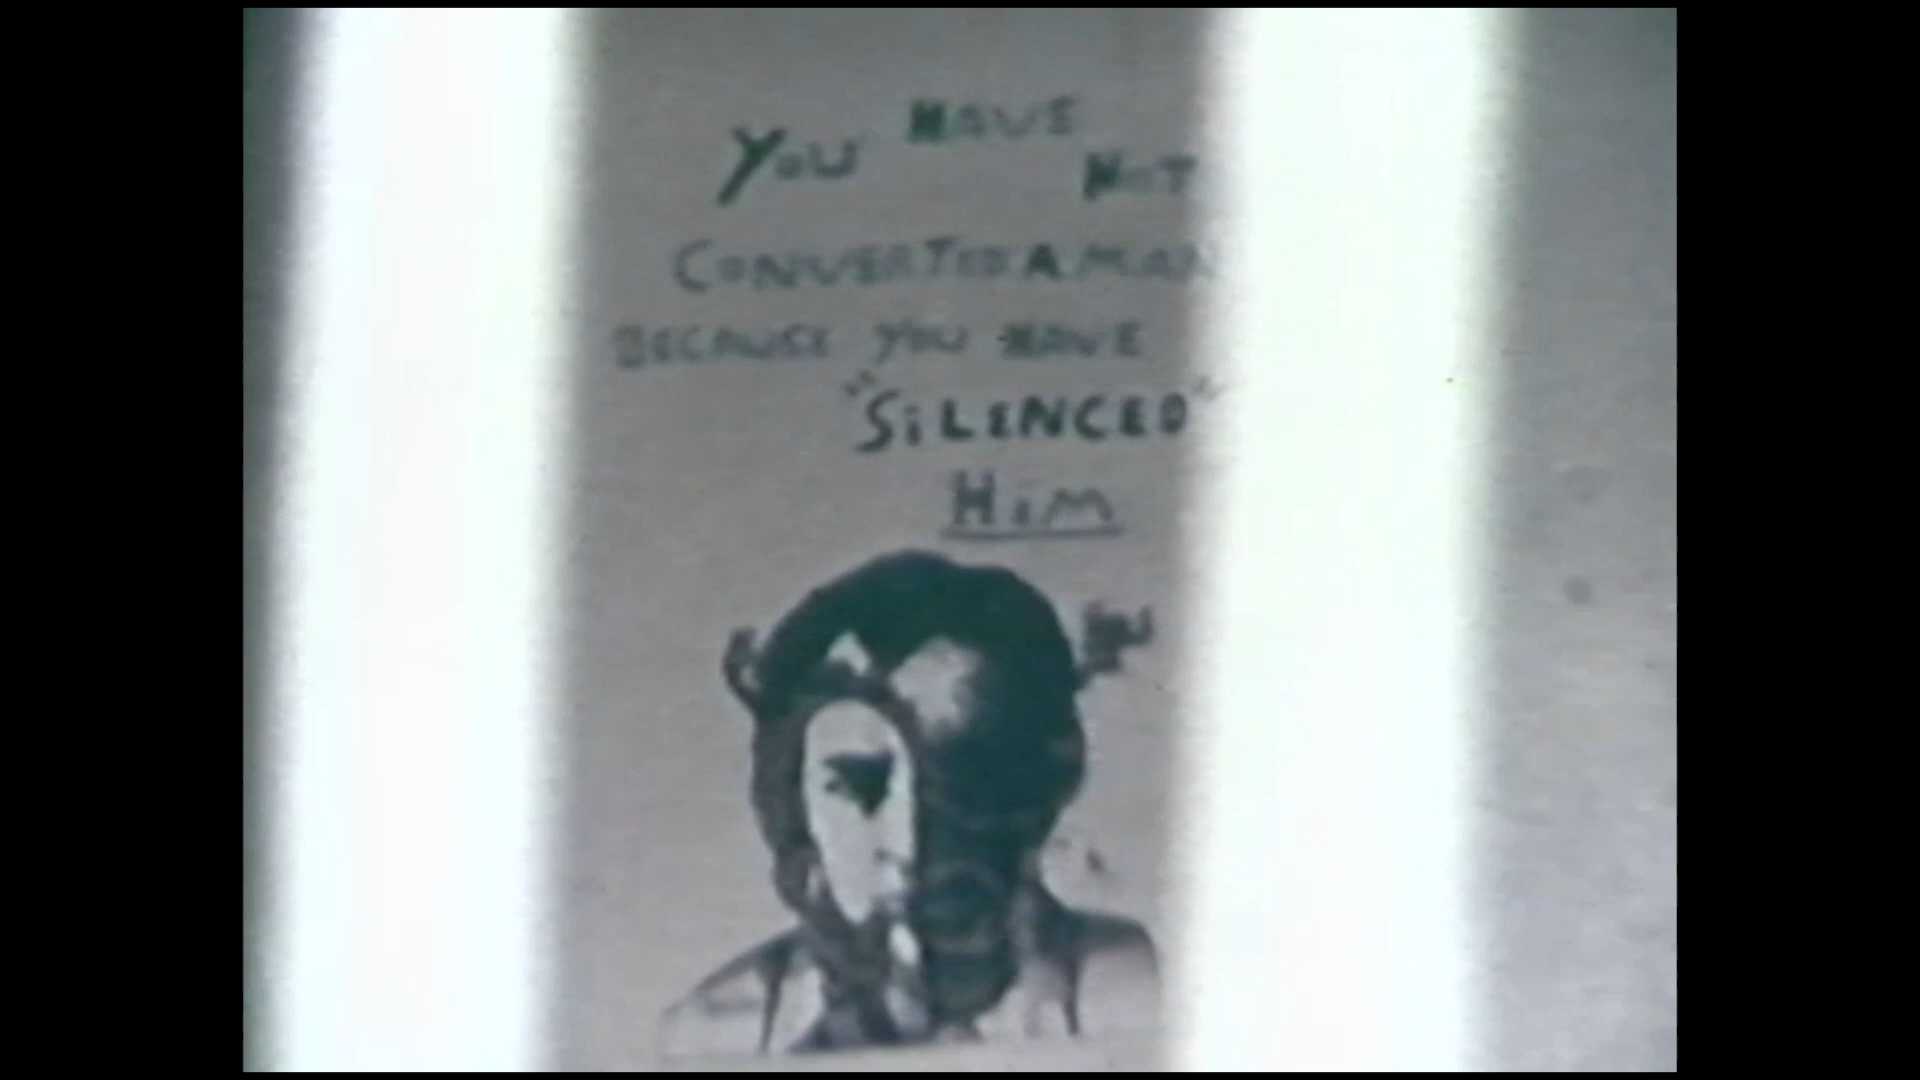 YOU HAVE NOT
CONVERTED A MAN
BECAUSE YOU HAVE
"SILENCED"
HIM